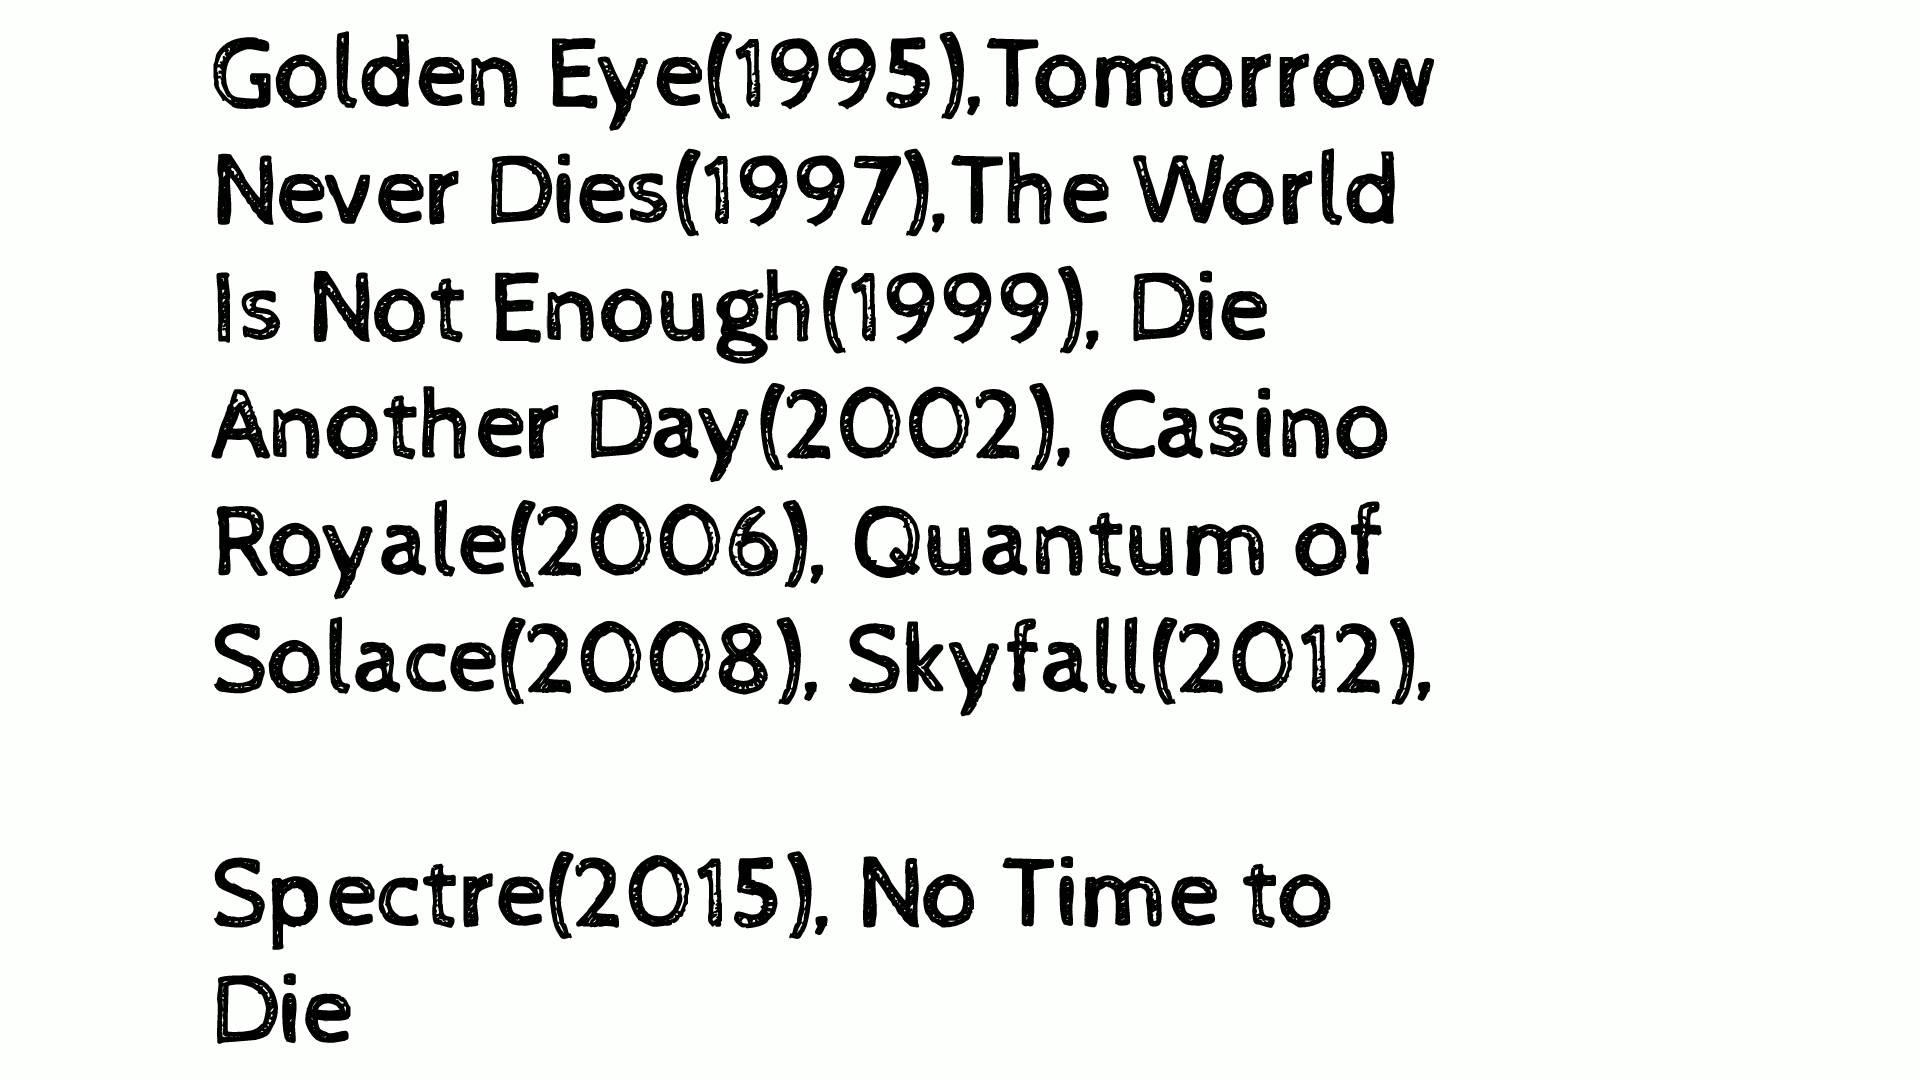 Golden Eye(1995),Tomorrow
Never Dies(1997),The World
Is Not Enough(1999), Die
Another Day(2002), Casino
Royale(2006), Quantum of
Solace(2008), Skyfall(2012),
Spectre(2015), No Time to
Die